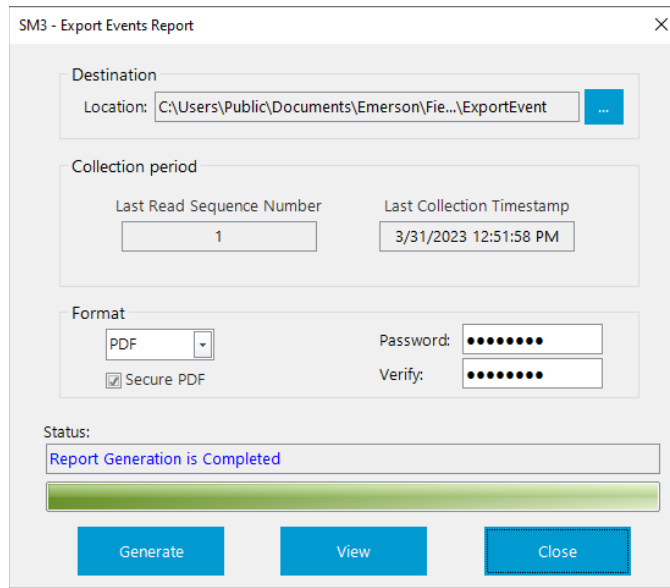 SM3 - Export Events Report
Destination
Location: C:\Users\Public\Documents\Emerson\Fie...\ExportEvent ...
Collection period
Last Read Sequence Number Last Collection Timestamp
1 3/31/2023 12:51:58 PM
Format
PDF Password: ●●●●●●●●
Secure PDF Verify: ●●●●●●●●
Status:
Report Generation is Completed
Generate View Close